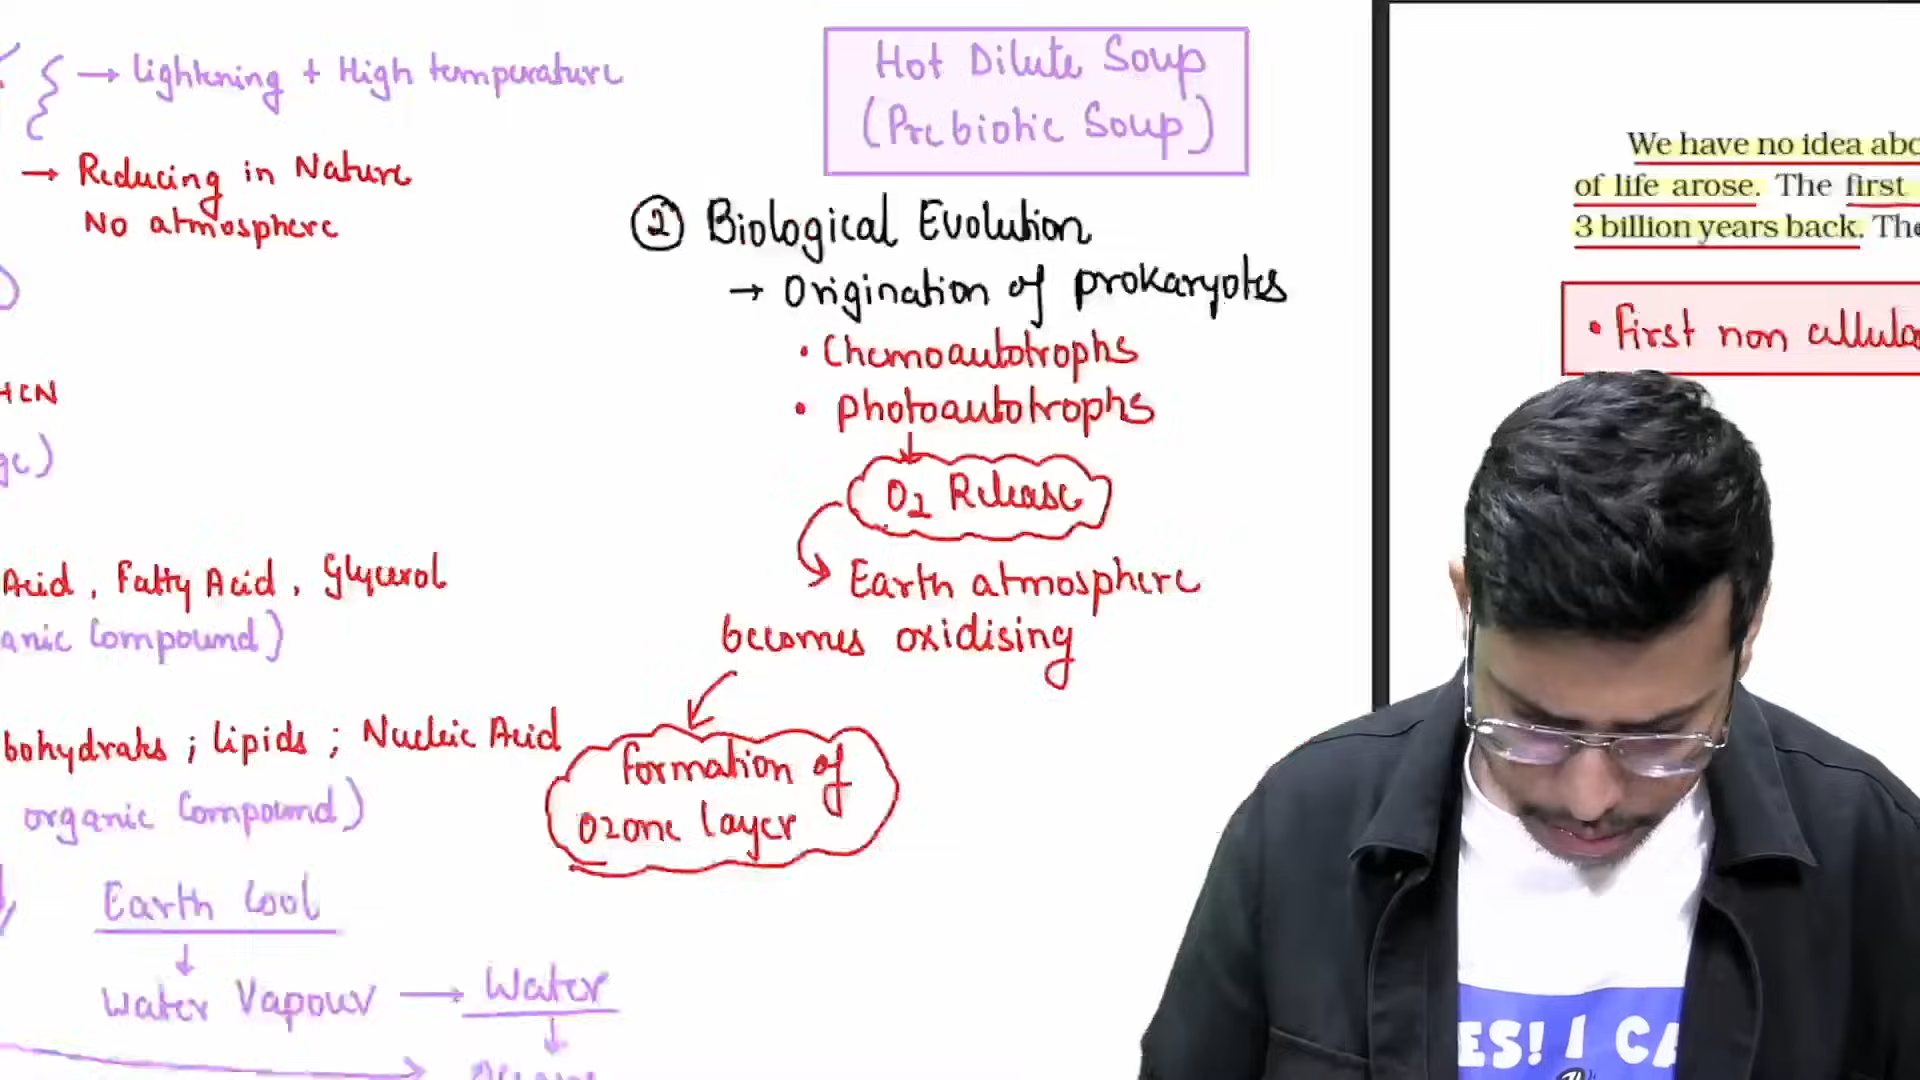 → lightening + High temperature
→ Reducing in Nature
No atmosphere
HCN
Acid, Fatty Acid, Glycerol
anic Compound)
bohydrates ; lipids ; Nucleic Acid
organic Compound)
Earth Cool
↓
Water Vapour → Water
↓
Hot Dilute Soup
(Prebiotic Soup)
② Biological Evolution
→ Origination of prokaryotes
• Chemoautotrophs
• Photoautotrophs
↓
O2 Release
Earth atmosphere
becomes oxidising
Formation of
Ozone layer
We have no idea abo
of life arose. The first
3 billion years back. The
• First non cellula
ES! I CA